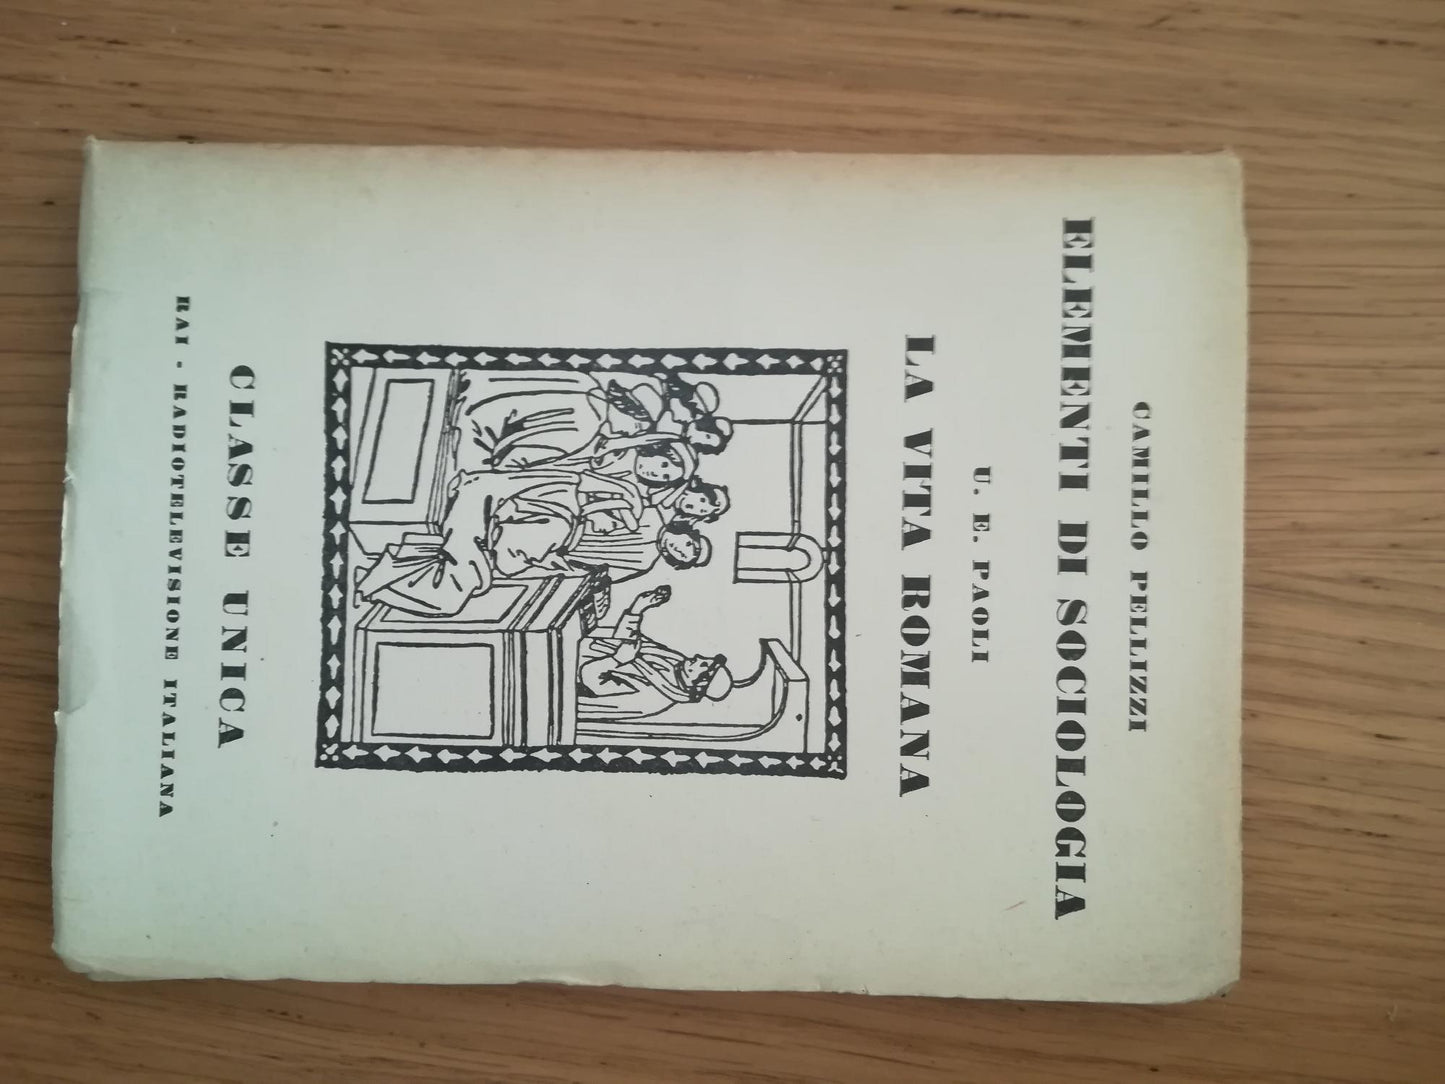 CAMILLO PELLIZZI
ELEMENTI DI SOCIOLOGIA
U. E. PAOLI
LA VITA ROMANA
CLASSE UNICA
RAI - RADIOTELEVISIONE ITALIANA